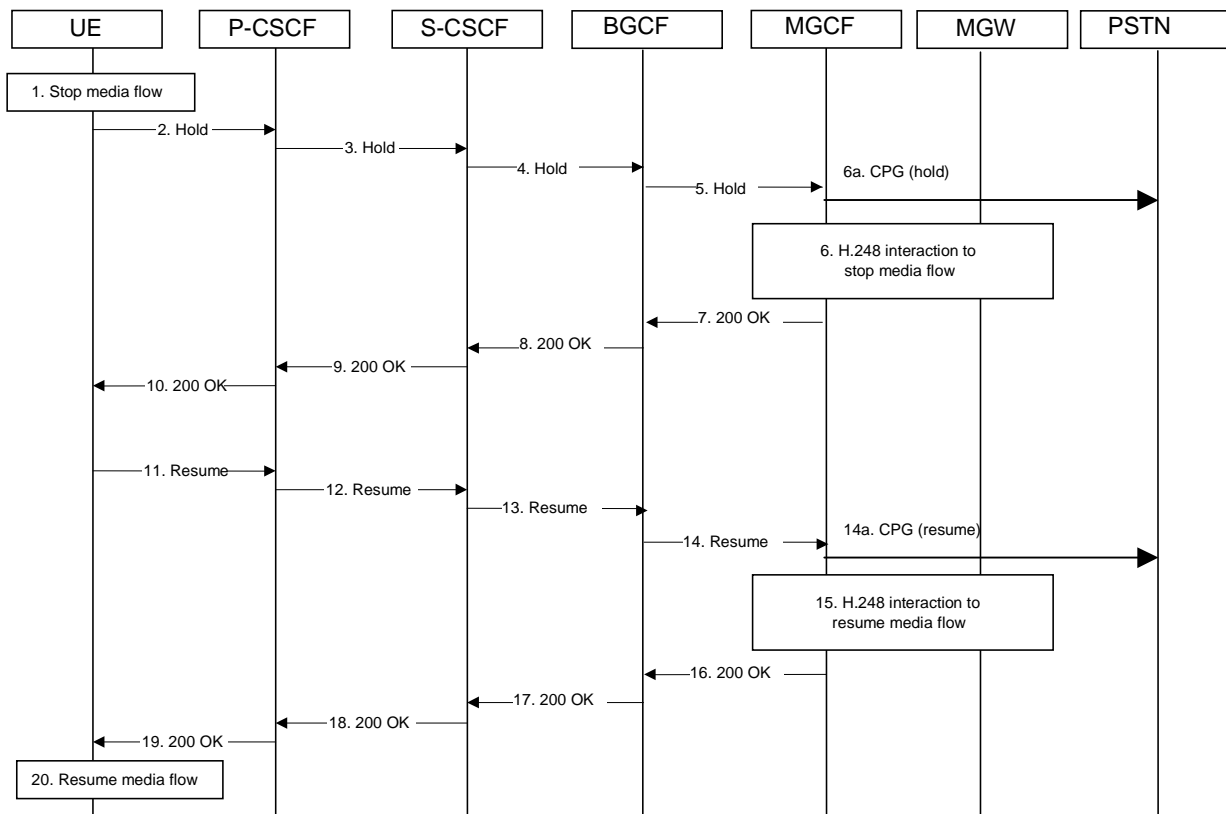 UE P-CSCF S-CSCF BGCF MGCF MGW PSTN
1. Stop media flow
2. Hold
3. Hold
4. Hold
5. Hold
6a. CPG (hold)
6. H.248 interaction to
stop media flow
7. 200 OK
8. 200 OK
9. 200 OK
10. 200 OK
11. Resume
12. Resume
13. Resume
14. Resume
14a. CPG (resume)
15. H.248 interaction to
resume media flow
16. 200 OK
17. 200 OK
18. 200 OK
19. 200 OK
20. Resume media flow